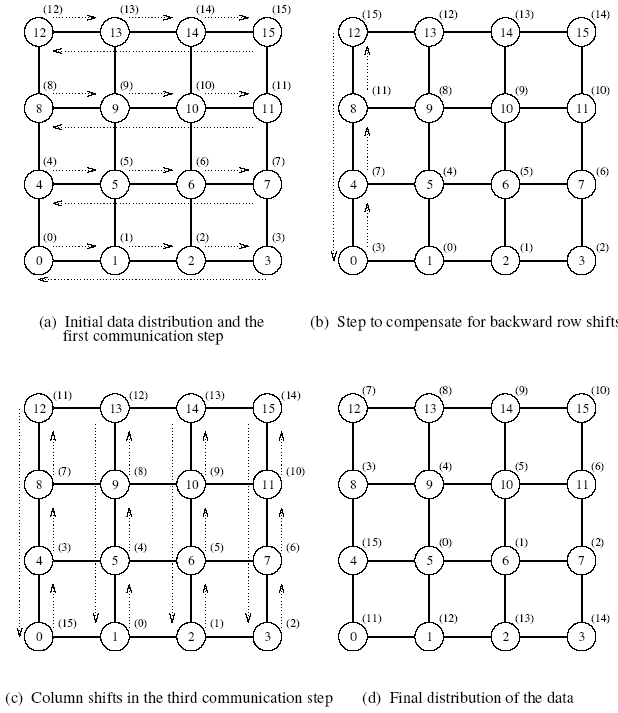 (12) (13) (14) (15)
12 13 14 15
(8) (9) (10) (11)
8 9 10 11
(4) (5) (6) (7)
4 5 6 7
(0) (1) (2) (3)
0 1 2 3
(a) Initial data distribution and the
first communication step
(15) (12) (13) (14)
12 13 14 15
(11) (8) (9) (10)
8 9 10 11
(7) (4) (5) (6)
4 5 6 7
(3) (0) (1) (2)
0 1 2 3
(b) Step to compensate for backward row shifts
(11) (12) (13) (14)
12 13 14 15
(7) (8) (9) (10)
8 9 10 11
(3) (4) (5) (6)
4 5 6 7
(15) (0) (1) (2)
0 1 2 3
(c) Column shifts in the third communication step
(7) (8) (9) (10)
12 13 14 15
(3) (4) (5) (6)
8 9 10 11
(15) (0) (1) (2)
4 5 6 7
(11) (12) (13) (14)
0 1 2 3
(d) Final distribution of the data